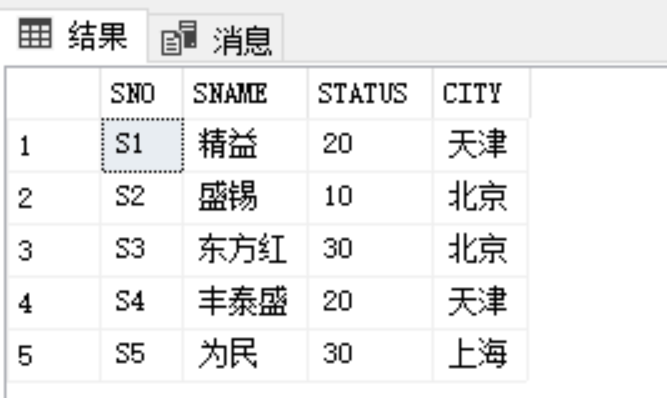 结果 消息
SNO SNAME STATUS CITY
1 S1 精益 20 天津
2 S2 盛锡 10 北京
3 S3 东方红 30 北京
4 S4 丰泰盛 20 天津
5 S5 为民 30 上海